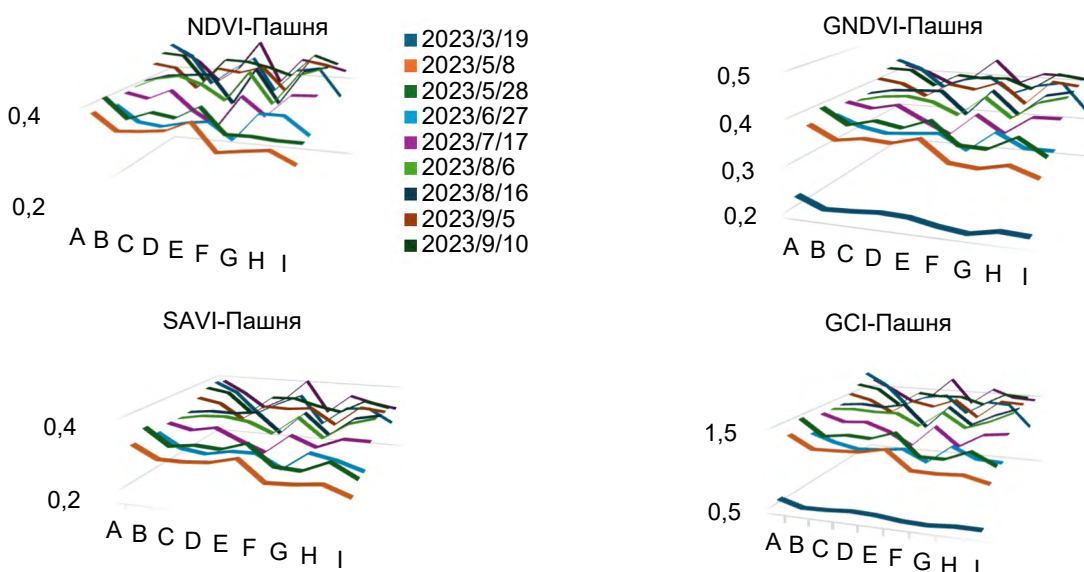 NDVI-Пашня
0,4
0,2
A B C D E F G H I
2023/3/19
2023/5/8
2023/5/28
2023/6/27
2023/7/17
2023/8/6
2023/8/16
2023/9/5
2023/9/10
GNDVI-Пашня
0,5
0,4
0,3
0,2
A B C D E F G H I
SAVI-Пашня
0,4
0,2
A B C D E F G H I
GCI-Пашня
1,5
0,5
A B C D E F G H I